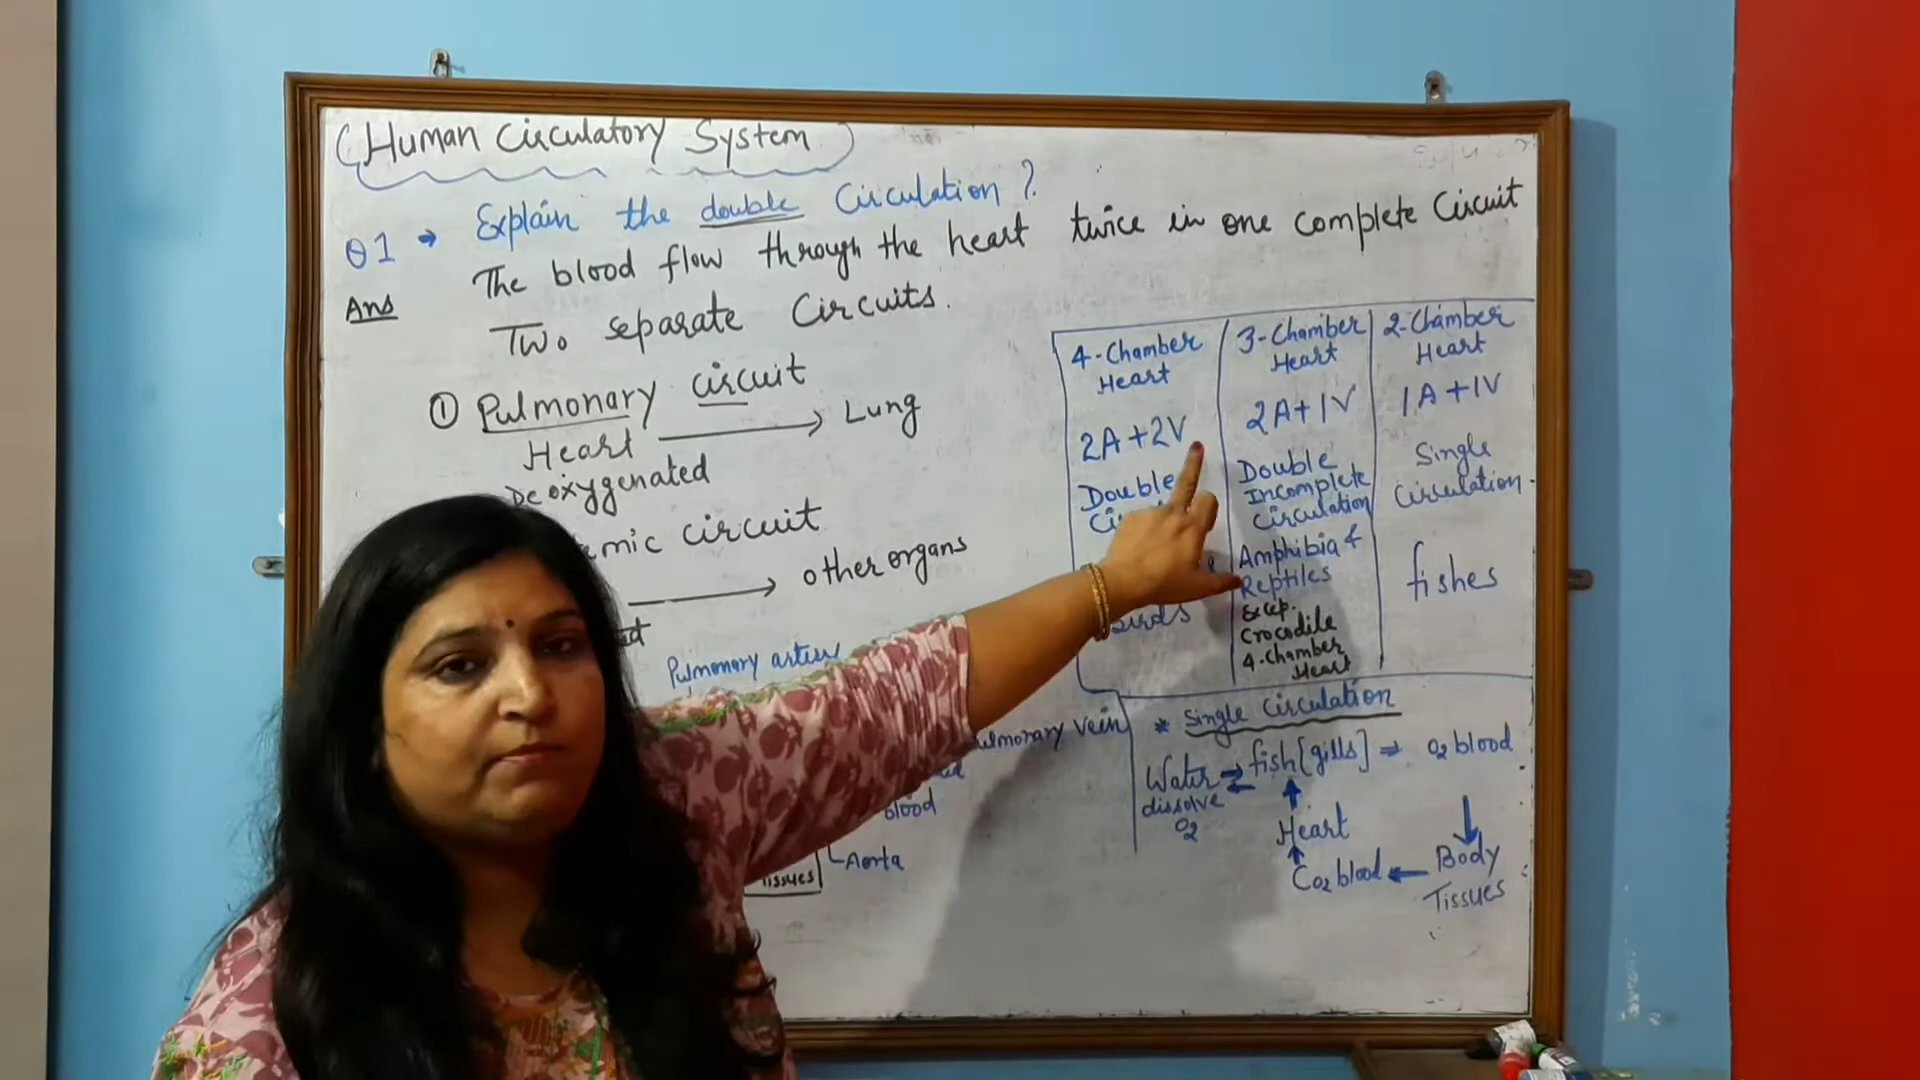 Human Circulatory System
Q1 → Explain the double Circulation?
Ans The blood flow through the heart twice in one complete circuit
Two separate Circuits.
① Pulmonary circuit
Heart → Lung
Deoxygenated
circuit
→ other organs
Pulmonary artery
Vein
blood
Aorta
Tissues
4-Chamber Heart
2A+2V
Double
Birds
3-Chamber Heart
2A+1V
Double
Incomplete
Circulation
Amphibia &
Reptiles
Excep.
Crocodile
4-Chamber
Heart
2-Chamber
Heart
1A+1V
Single
Circulation.
fishes
* Single Circulation
Water ⇌ fish [gills] ⇒ O2 blood
dissolve
O2
Heart
CO2 blood ← Body
Tissues